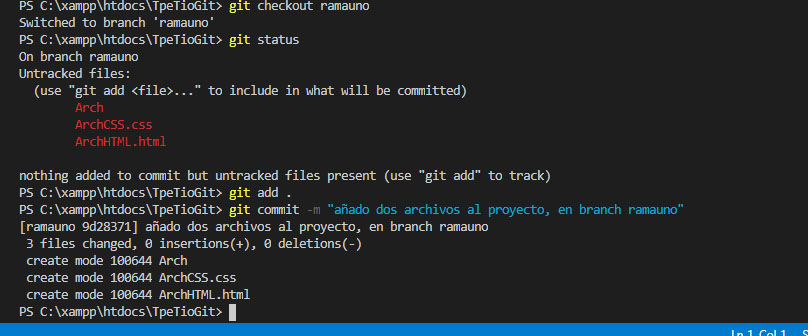 PS C:\xampp\htdocs\TpeTioGit> git checkout ramauno
Switched to branch 'ramauno'
PS C:\xampp\htdocs\TpeTioGit> git status
On branch ramauno
Untracked files:
  (use "git add <file>..." to include in what will be committed)
        Arch
        ArchCSS.css
        ArchHTML.html

nothing added to commit but untracked files present (use "git add" to track)
PS C:\xampp\htdocs\TpeTioGit> git add .
PS C:\xampp\htdocs\TpeTioGit> git commit -m "añado dos archivos al proyecto, en branch ramauno"
[ramauno 9d28371] añado dos archivos al proyecto, en branch ramauno
 3 files changed, 0 insertions(+), 0 deletions(-)
 create mode 100644 Arch
 create mode 100644 ArchCSS.css
 create mode 100644 ArchHTML.html
PS C:\xampp\htdocs\TpeTioGit>
Ln 1, Col 1